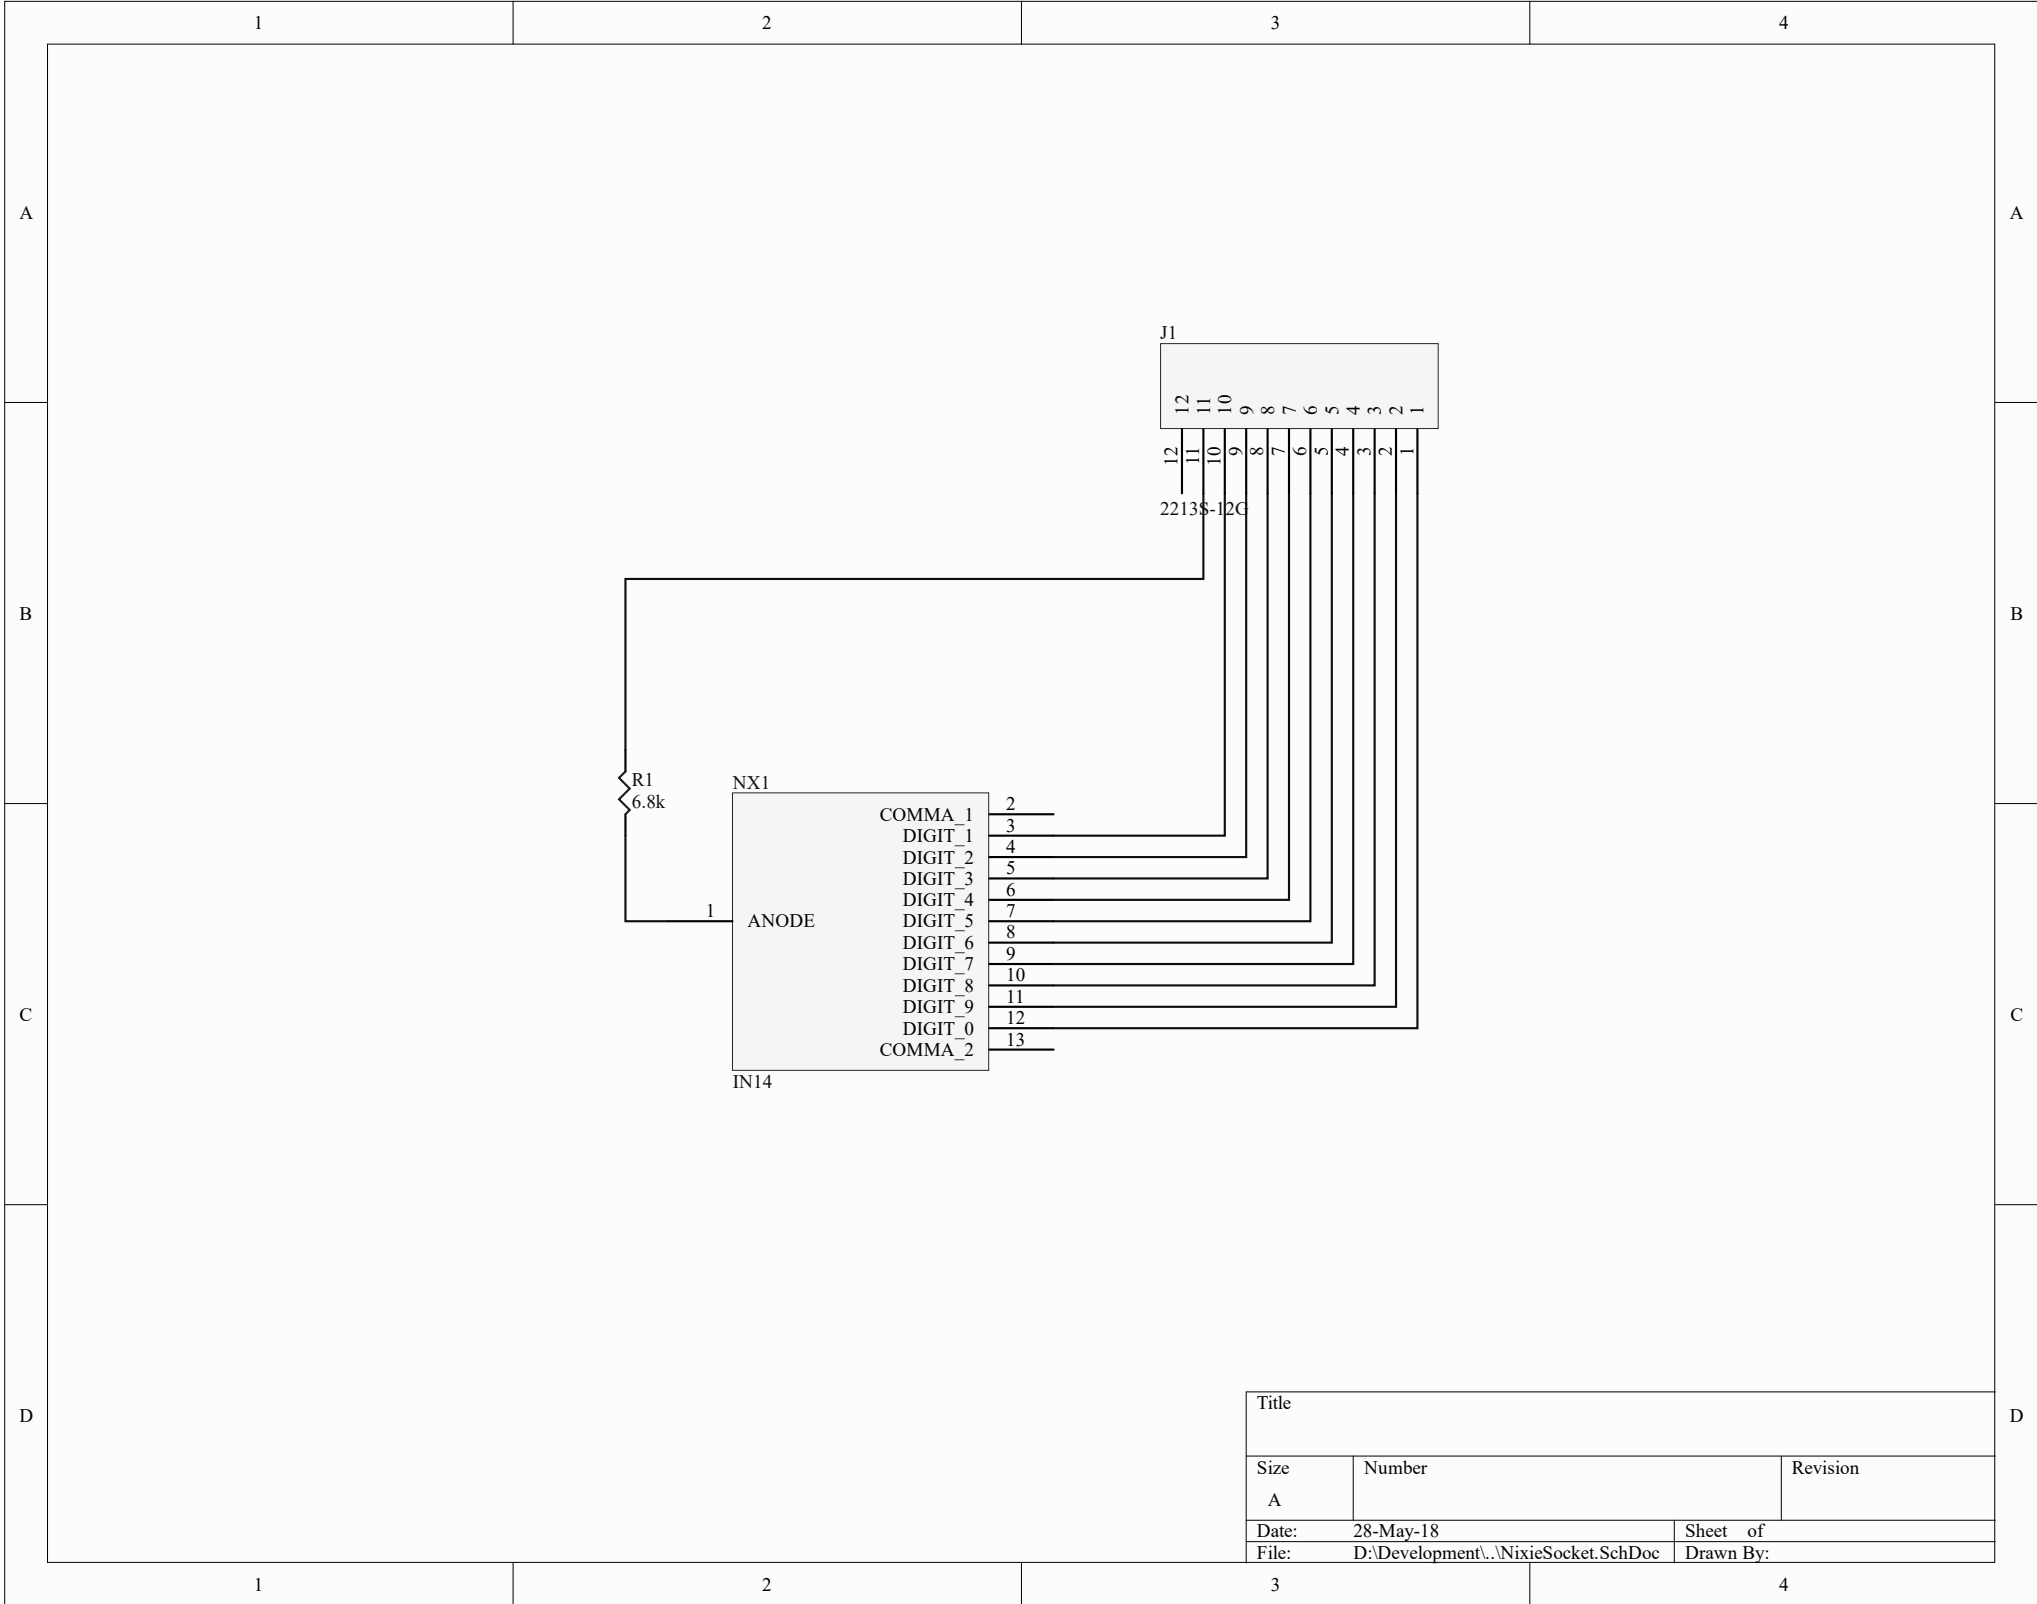 1 2 3 4
A A
J1
12 11 10 9 8 7 6 5 4 3 2 1
12 11 10 9 8 7 6 5 4 3 2 1
2213S-12G
B B
R1
6.8k
NX1
COMMA_1 2
DIGIT_1 3
DIGIT_2 4
DIGIT_3 5
DIGIT_4 6
1 ANODE DIGIT_5 7
DIGIT_6 8
DIGIT_7 9
DIGIT_8 10
DIGIT_9 11
DIGIT_0 12
COMMA_2 13
IN14
C C
D D
Title
Size Number Revision
A
Date: 28-May-18 Sheet of
File: D:\Development\..\NixieSocket.SchDoc Drawn By:
1 2 3 4